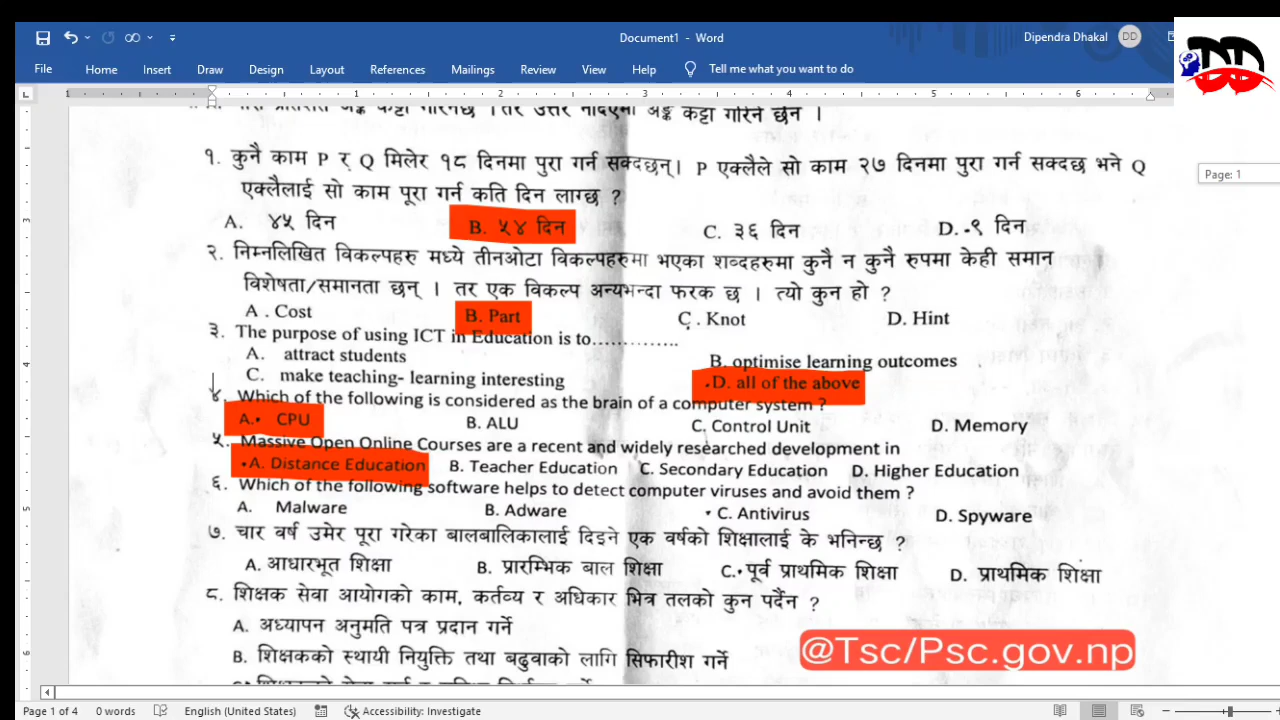 Document1 - Word
Dipendra Dhakal DD
File Home Insert Draw Design Layout References Mailings Review View Help Tell me what you want to do
Page: 1
उत्तर नदिएमा अङ्क कट्टा गरिने छैन ।
१. कुनै काम P र Q मिलेर १८ दिनमा पुरा गर्न सक्दछन्। P एक्लैले सो काम २७ दिनमा पुरा गर्न सक्दछ भने Q
एक्लैलाई सो काम पूरा गर्न कति दिन लाग्छ ?
A. ४५ दिन B. ५४ दिन C. ३६ दिन D. ९ दिन
२. निम्नलिखित विकल्पहरु मध्ये तीनओटा विकल्पहरुमा भएका शब्दहरुमा कुनै न कुनै रुपमा केही समान
विशेषता/समानता छन् । तर एक विकल्प अन्यभन्दा फरक छ । त्यो कुन हो ?
A . Cost B. Part C. Knot D. Hint
३. The purpose of using ICT in Education is to..............
A. attract students B. optimise learning outcomes
C. make teaching- learning interesting D. all of the above
४. Which of the following is considered as the brain of a computer system ?
A. CPU B. ALU C. Control Unit D. Memory
५. Massive Open Online Courses are a recent and widely researched development in
A. Distance Education B. Teacher Education C. Secondary Education D. Higher Education
६. Which of the following software helps to detect computer viruses and avoid them ?
A. Malware B. Adware C. Antivirus D. Spyware
७. चार वर्ष उमेर पूरा गरेका बालबालिकालाई दिइने एक वर्षको शिक्षालाई के भनिन्छ ?
A. आधारभूत शिक्षा B. प्रारम्भिक बाल शिक्षा C. पूर्व प्राथमिक शिक्षा D. प्राथमिक शिक्षा
८. शिक्षक सेवा आयोगको काम, कर्तव्य र अधिकार भित्र तलको कुन पर्दैन ?
A. अध्यापन अनुमति पत्र प्रदान गर्ने
B. शिक्षकको स्थायी नियुक्ति तथा बढुवाको लागि सिफारीश गर्ने
@Tsc/Psc.gov.np
Page 1 of 4 0 words English (United States) Accessibility: Investigate